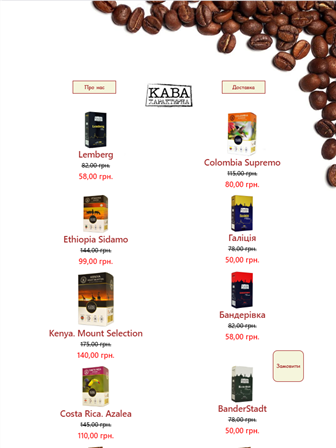 Про нас
КАВА
ХАРАКТЕРНА
Доставка
Lemberg
82,00 грн.
58,00 грн.
Colombia Supremo
115,00 грн.
80,00 грн.
Ethiopia Sidamo
144,00 грн.
99,00 грн.
Галіція
78,00 грн.
50,00 грн.
Kenya. Mount Selection
175,00 грн.
140,00 грн.
Бандерівка
82,00 грн.
58,00 грн.
Замовити
Costa Rica. Azalea
145,00 грн.
110,00 грн.
BanderStadt
78,00 грн.
50,00 грн.